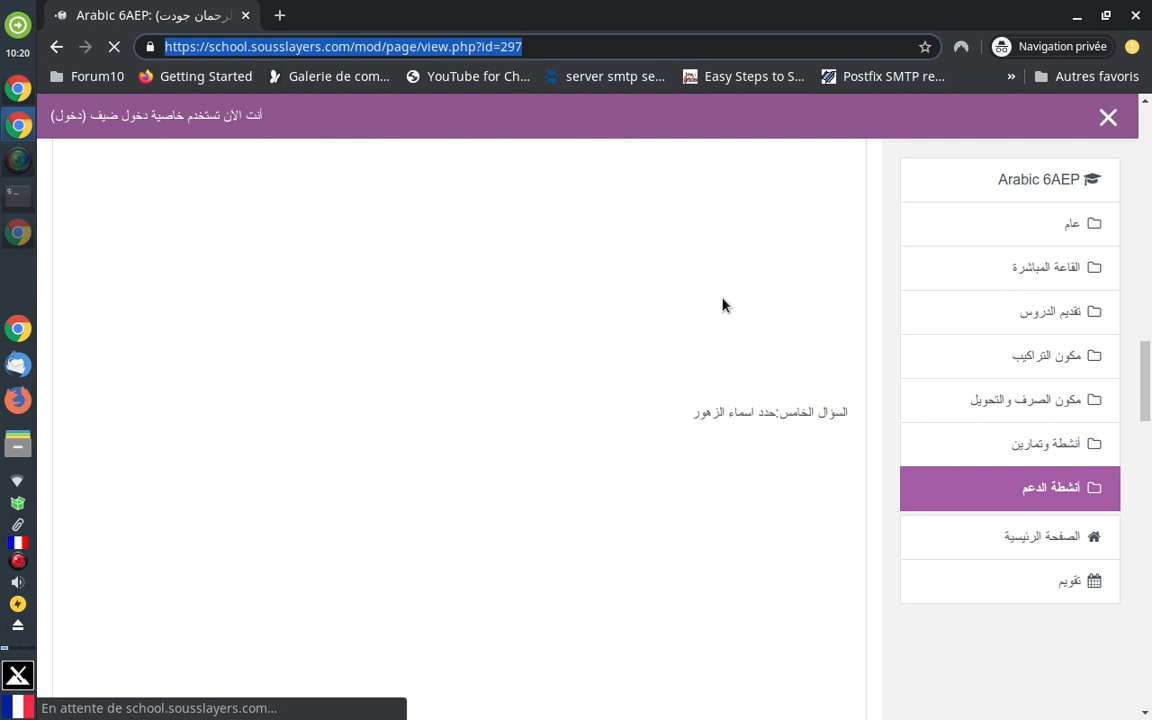 10:20
Arabic 6AEP: (رحمان جودت
https://school.sousslayers.com/mod/page/view.php?id=297
Navigation privée
Forum10
Getting Started
Galerie de com...
YouTube for Ch...
server smtp se...
Easy Steps to S...
Postfix SMTP re...
»
Autres favoris
أنت الآن تستخدم خاصية دخول ضيف (دخول)
Arabic 6AEP
عام
القاعة المباشرة
تقديم الدروس
مكون التراكيب
مكون الصرف والتحويل
أنشطة وتمارين
أنشطة الدعم
الصفحة الرئيسية
تقويم
السؤال الخامس:حدد اسماء الزهور
En attente de school.sousslayers.com...